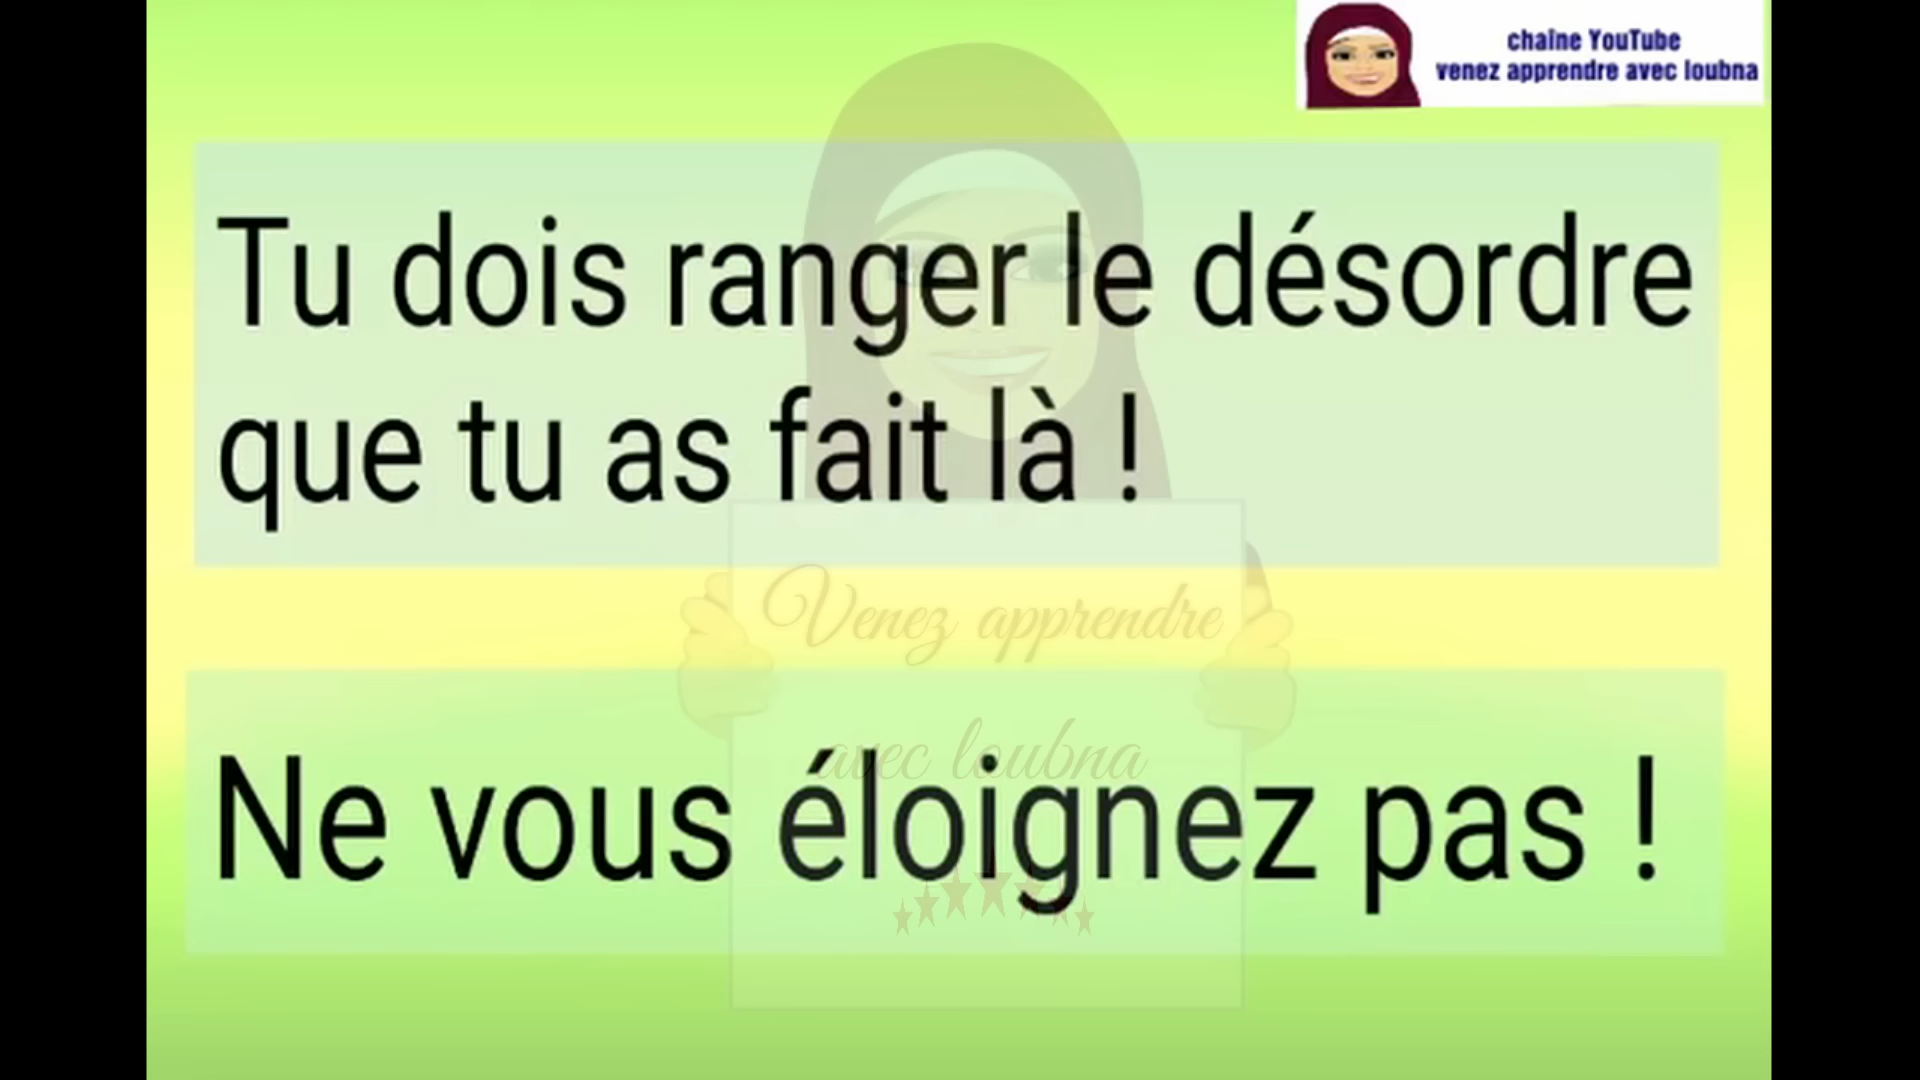 chaîne YouTube
venez apprendre avec loubna
Tu dois ranger le désordre
que tu as fait là !
Venez apprendre
avec loubna
Ne vous éloignez pas !